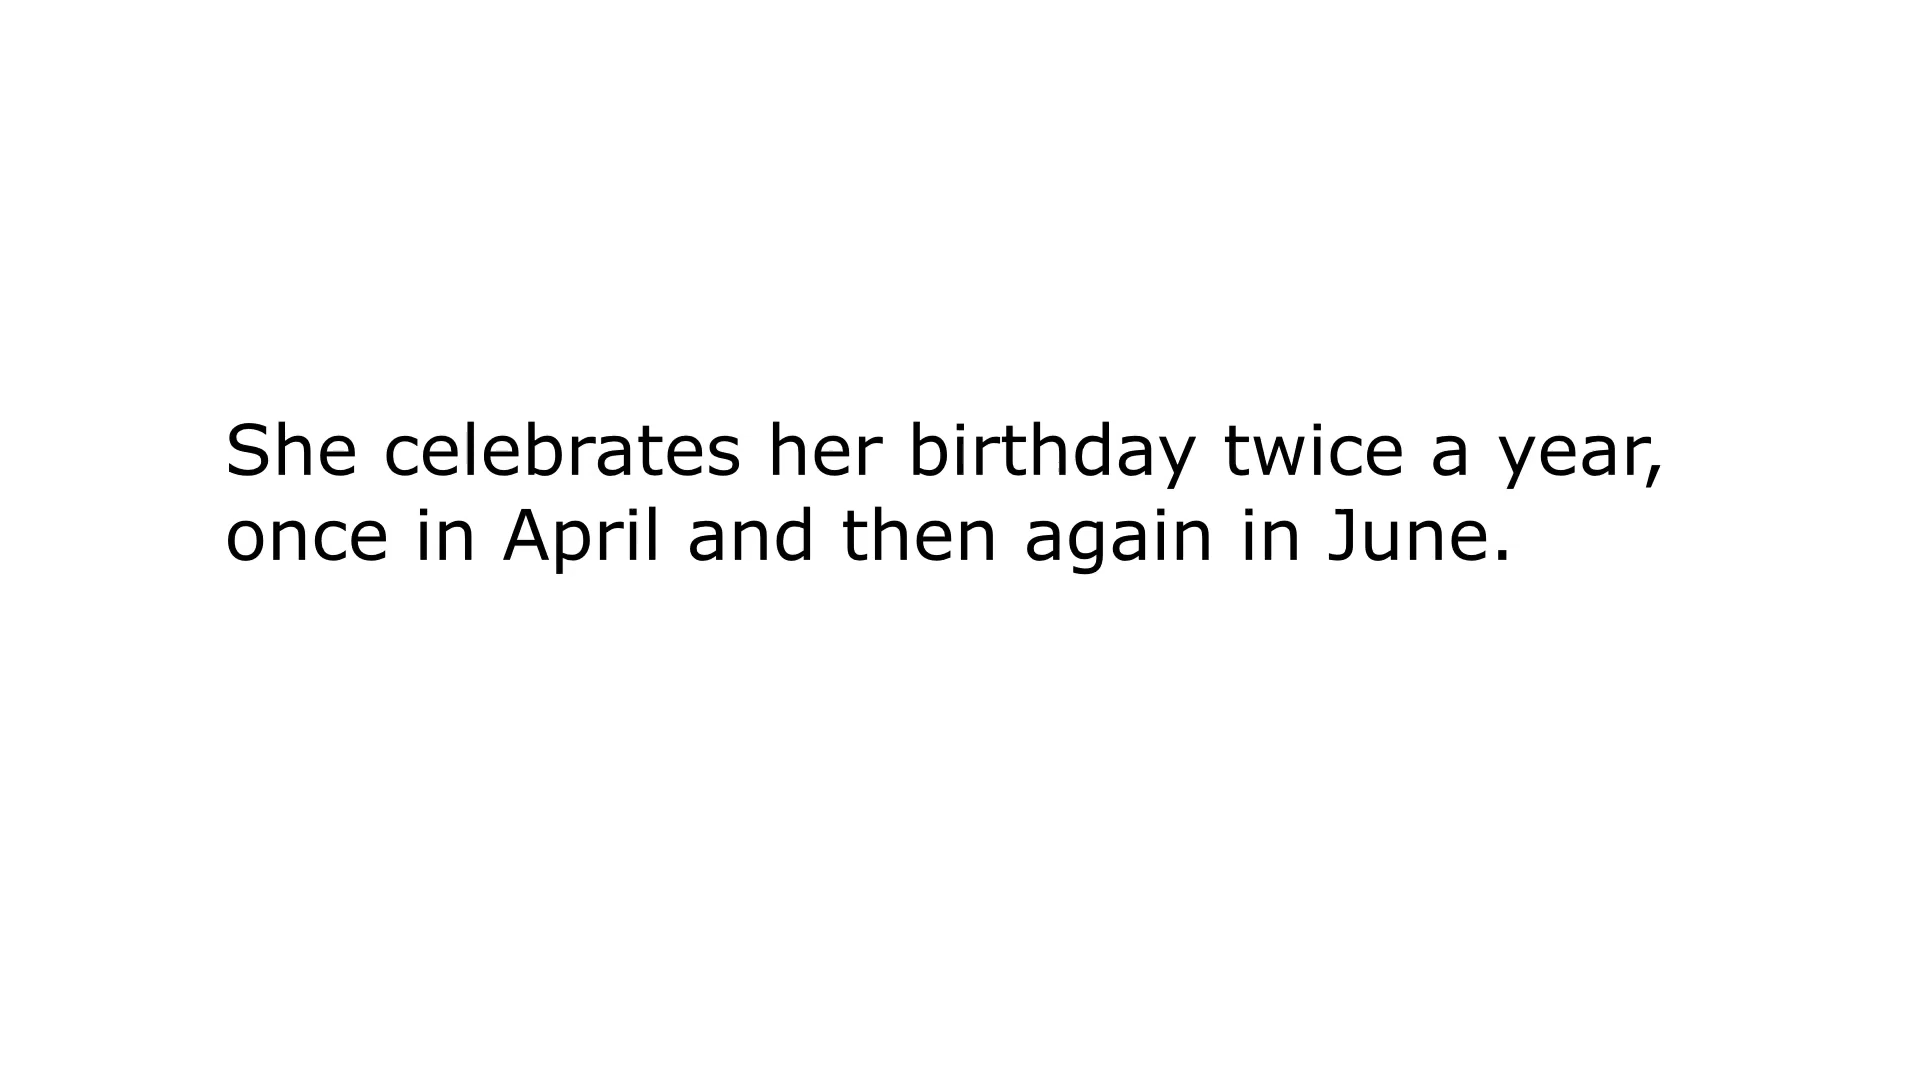 She celebrates her birthday twice a year,
once in April and then again in June.